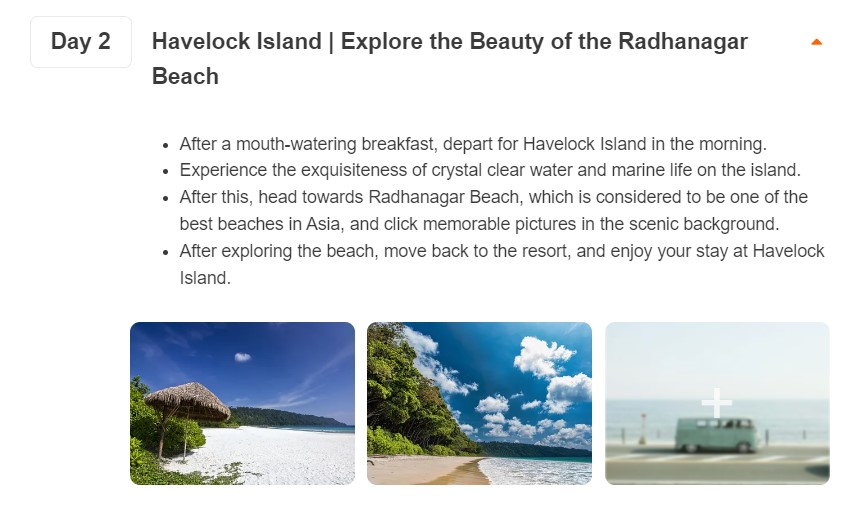 Day 2
Havelock Island | Explore the Beauty of the Radhanagar
Beach
• After a mouth-watering breakfast, depart for Havelock Island in the morning.
• Experience the exquisiteness of crystal clear water and marine life on the island.
• After this, head towards Radhanagar Beach, which is considered to be one of the
best beaches in Asia, and click memorable pictures in the scenic background.
• After exploring the beach, move back to the resort, and enjoy your stay at Havelock
Island.